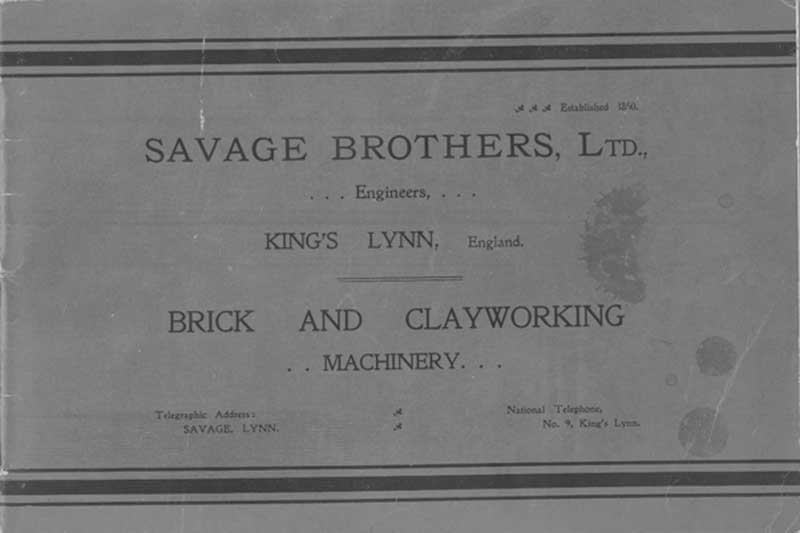 Established 1850.
SAVAGE BROTHERS, LTD.,
. . . Engineers, . . .
KING'S LYNN, England.
BRICK AND CLAYWORKING
. . MACHINERY. . .
Telegraphic Address:
SAVAGE, LYNN.
National Telephone,
No. 9, King's Lynn.